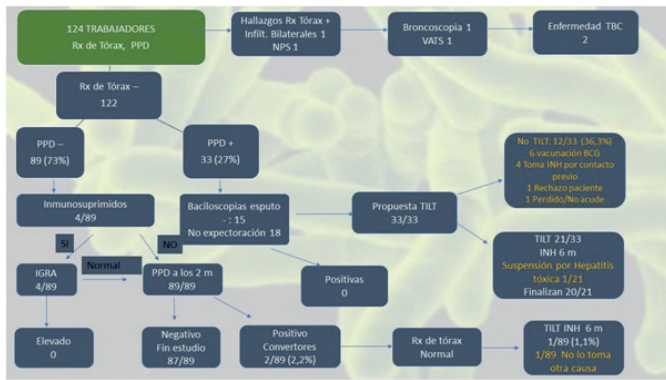 124 TRABAJADORES
Rx de Tórax, PPD
Hallazgos Rx Tórax +
Infilt. Bilaterales 1
NPS 1
Broncoscopia 1
VATS 1
Enfermedad TBC
2
Rx de Tórax –
122
PPD –
89 (73%)
PPD +
33 (27%)
No TILT: 12/33 (36,3%)
6 vacunación BCG
4 Toma INH por contacto
previo
1 Rechazo paciente
1 Perdido/No acude
Inmunosuprimidos
4/89
Baciloscopias esputo
- : 15
No expectoración 18
Propuesta TILT
33/33
SI
NO
IGRA
4/89
Normal
PPD a los 2 m
89/89
Positivas
0
TILT 21/33
INH 6 m
Suspensión por Hepatitis
tóxica 1/21
Finalizan 20/21
Elevado
0
Negativo
Fin estudio
87/89
Positivo
Convertores
2/89 (2,2%)
Rx de tórax
Normal
TILT INH 6 m
1/89 (1,1%)
1/89 No lo toma
otra causa